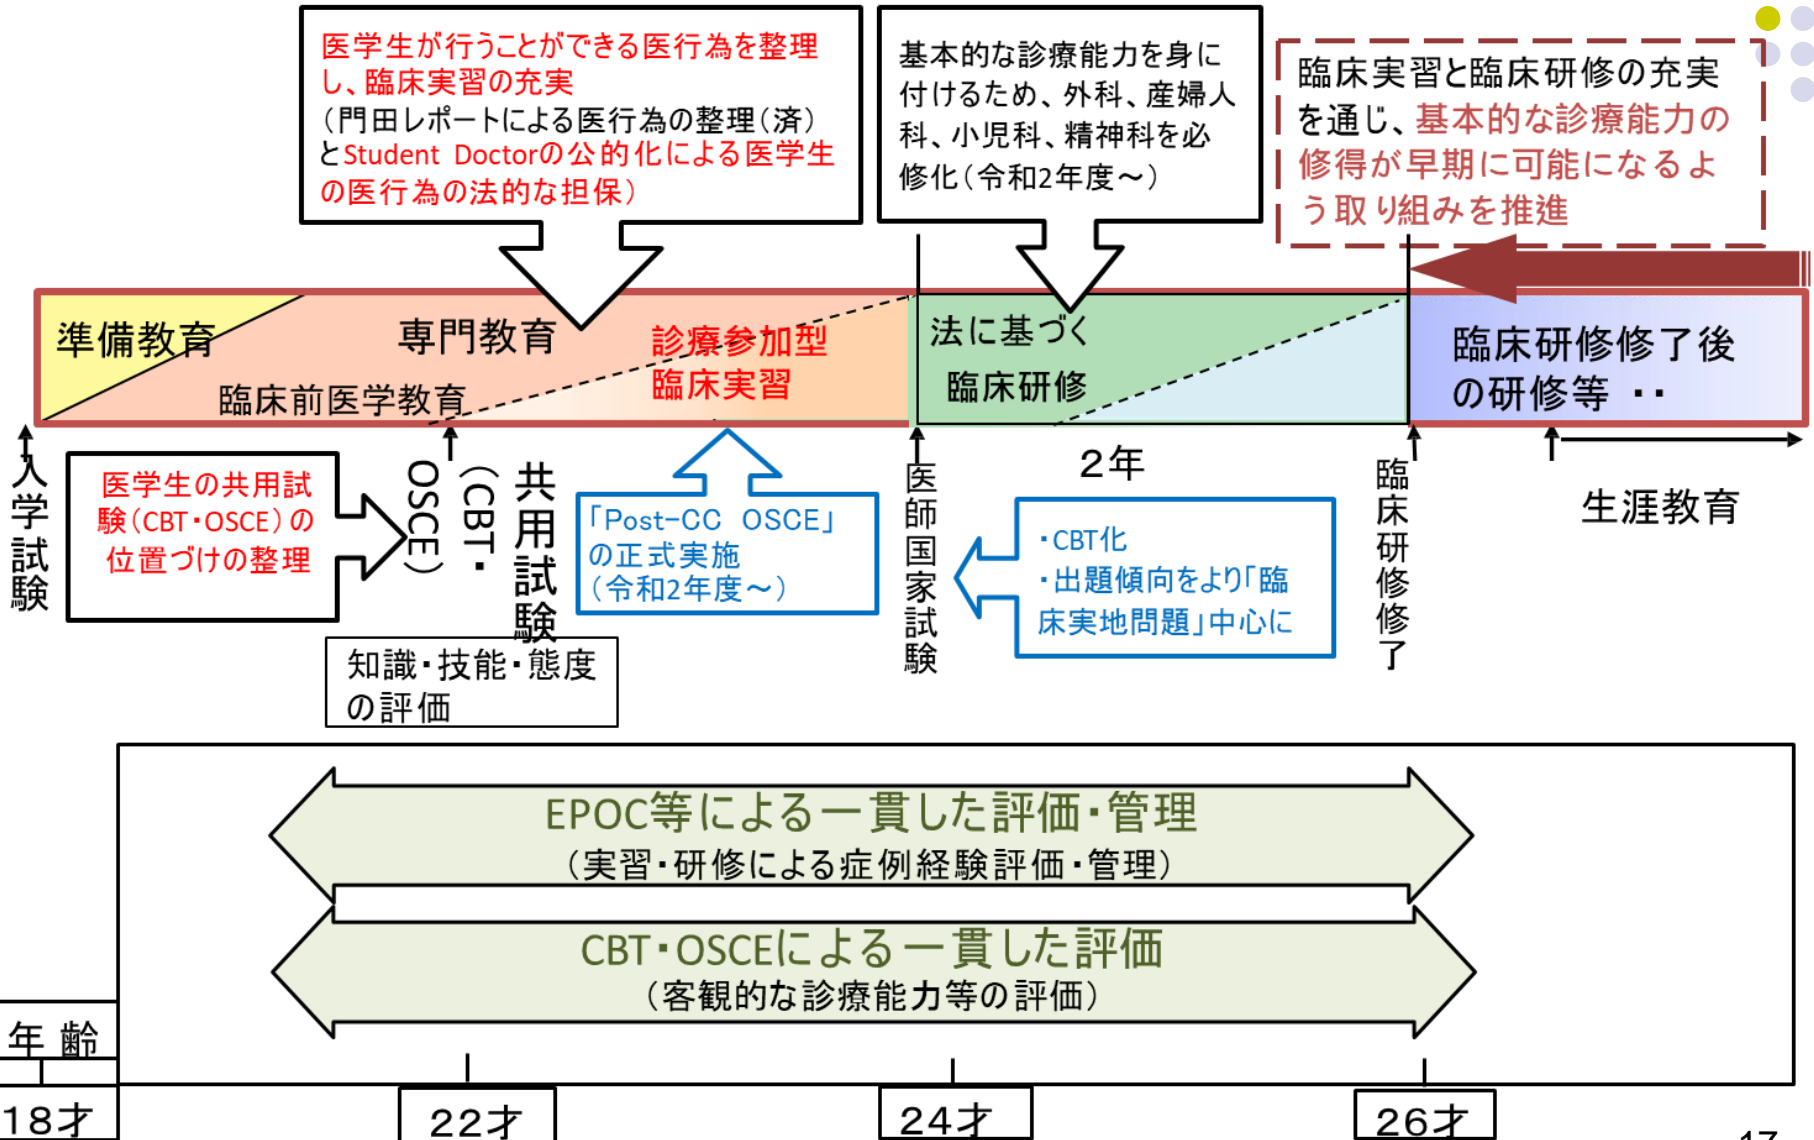 医学生が行うことができる医行為を整理
し、臨床実習の充実
（門田レポートによる医行為の整理（済）
とStudent Doctorの公的化による医学生
の医行為の法的な担保）
基本的な診療能力を身に
付けるため、外科、産婦人
科、小児科、精神科を必
修化（令和2年度～）
臨床実習と臨床研修の充実
を通じ、基本的な診療能力の
修得が早期に可能になるよ
う取り組みを推進
準備教育
専門教育
臨床前医学教育
診療参加型
臨床実習
法に基づく
臨床研修
臨床研修修了後
の研修等 ・・
入学試験
医学生の共用試
験（CBT・OSCE）の
位置づけの整理
共用試験
（CBT・
OSCE）
知識・技能・態度
の評価
「Post-CC OSCE」
の正式実施
（令和2年度～）
医師国家試験
2年
・CBT化
・出題傾向をより「臨
床実地問題」中心に
臨床研修修了
生涯教育
EPOC等による一貫した評価・管理
（実習・研修による症例経験評価・管理）
CBT・OSCEによる一貫した評価
（客観的な診療能力等の評価）
年 齢
18才
22才
24才
26才
17